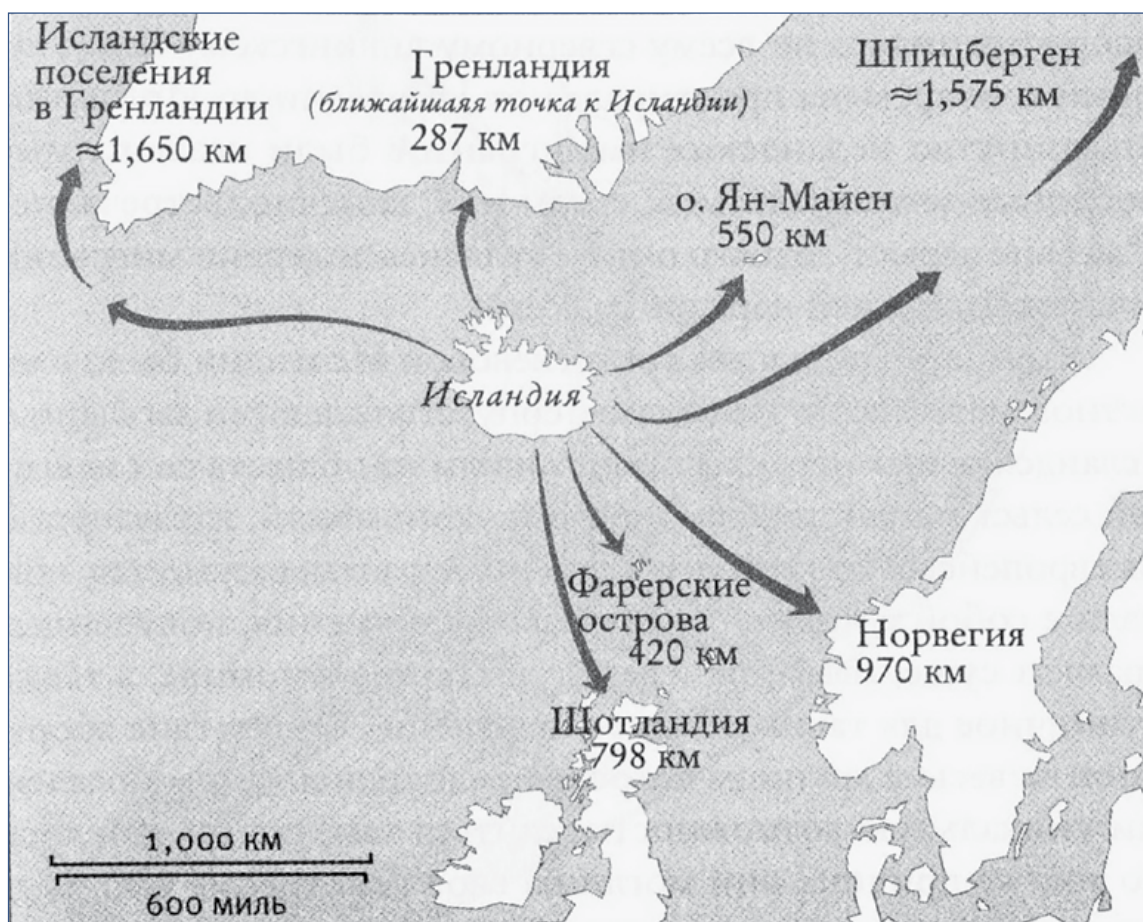 Исландские
поселения
в Гренландии
≈1,650 км
Гренландия
(ближайшаяя точка к Исландии)
287 км
Шпицберген
≈1,575 км
о. Ян-Майен
550 км
Исландия
Фарерские
острова
420 км
Норвегия
970 км
Шотландия
798 км
1,000 КМ
600 МИЛЬ